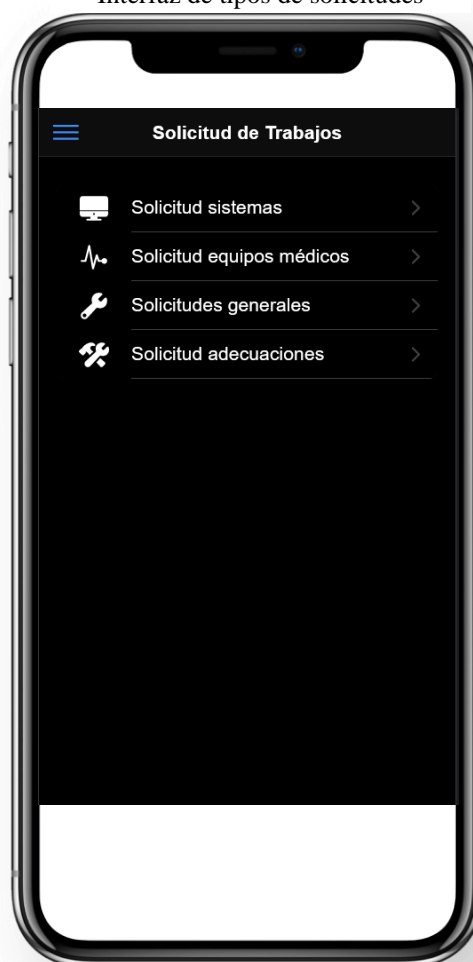 Interfaz de tipos de solicitudes
Solicitud de Trabajos
Solicitud sistemas
Solicitud equipos médicos
Solicitudes generales
Solicitud adecuaciones